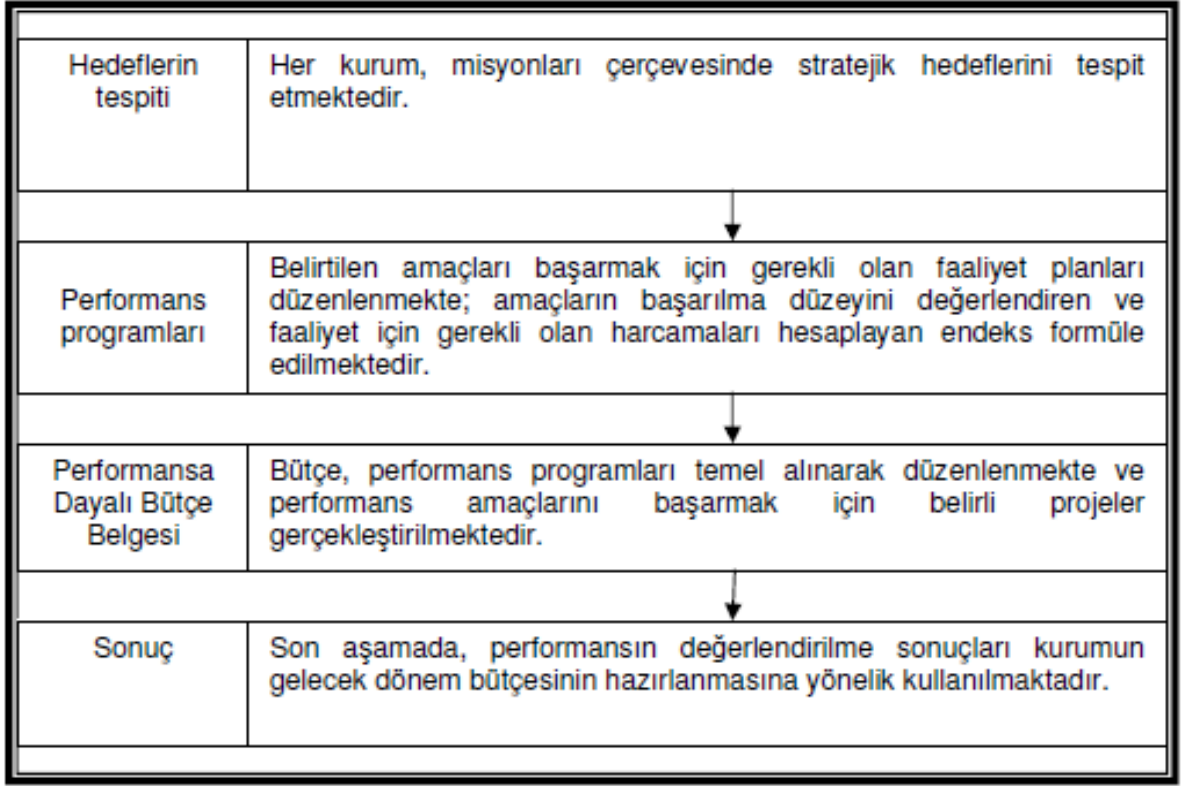 Hedeflerin
tespiti
Her kurum, misyonları çerçevesinde stratejik hedeflerini tespit
etmektedir.
Performans
programları
Belirtilen amaçları başarmak için gerekli olan faaliyet planları
düzenlenmekte; amaçların başarılma düzeyini değerlendiren ve
faaliyet için gerekli olan harcamaları hesaplayan endeks formüle
edilmektedir.
Performansa
Dayalı Bütçe
Belgesi
Bütçe, performans programları temel alınarak düzenlenmekte ve
performans amaçlarını başarmak için belirli projeler
gerçekleştirilmektedir.
Sonuç
Son aşamada, performansın değerlendirilme sonuçları kurumun
gelecek dönem bütçesinin hazırlanmasına yönelik kullanılmaktadır.